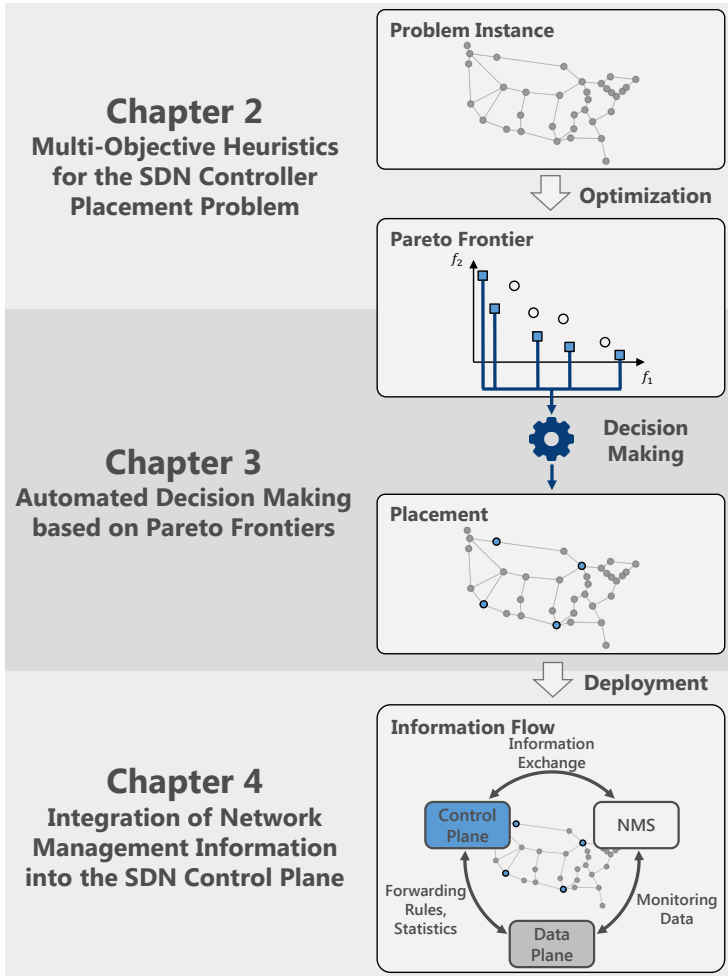 Chapter 2
Multi-Objective Heuristics
for the SDN Controller
Placement Problem
Problem Instance
Optimization
Pareto Frontier
f2
f1
Chapter 3
Automated Decision Making
based on Pareto Frontiers
Decision
Making
Placement
Deployment
Chapter 4
Integration of Network
Management Information
into the SDN Control Plane
Information Flow
Information
Exchange
Control
Plane
NMS
Forwarding
Rules,
Statistics
Monitoring
Data
Data
Plane